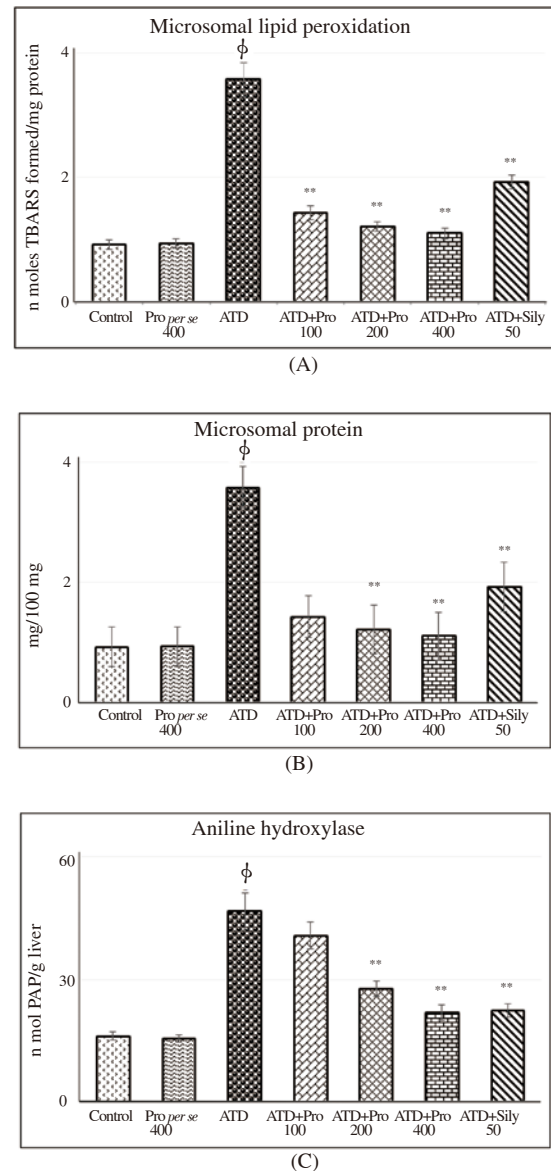 Microsomal lipid peroxidation
n moles TBARS formed/mg protein
4
2
0
ϕ
** ** ** **
Control Pro per se ATD ATD+Pro ATD+Pro ATD+Pro ATD+Sily
400 100 200 400 50
(A)
Microsomal protein
mg/100 mg
4
2
0
ϕ
** ** **
Control Pro per se ATD ATD+Pro ATD+Pro ATD+Pro ATD+Sily
400 100 200 400 50
(B)
Aniline hydroxylase
n mol PAP/g liver
60
30
0
ϕ
** ** **
Control Pro per se ATD ATD+Pro ATD+Pro ATD+Pro ATD+Sily
400 100 200 400 50
(C)